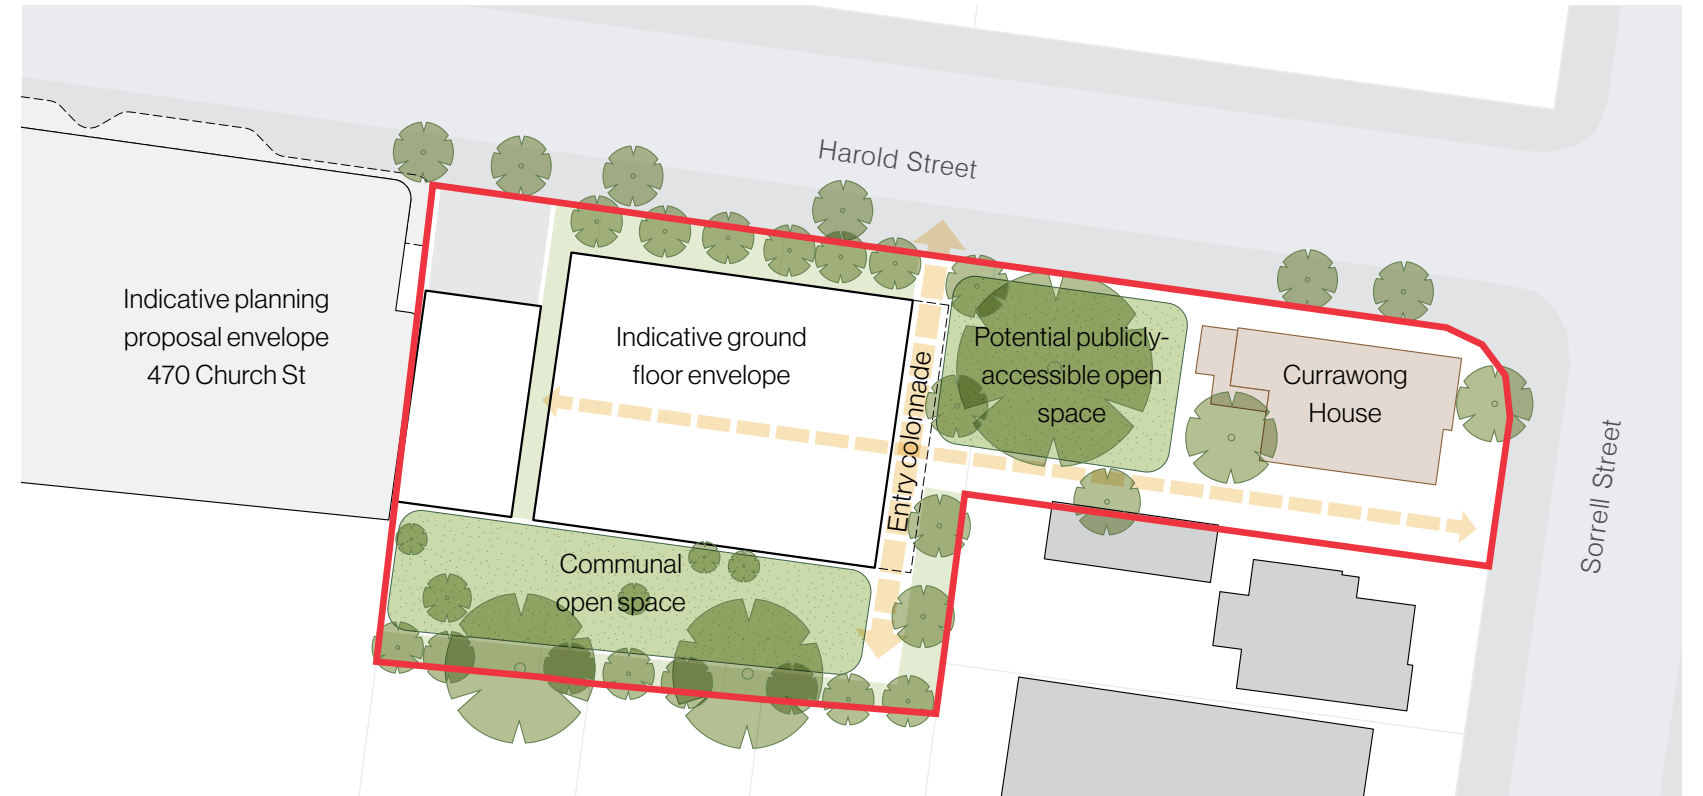 Harold Street
Indicative planning
proposal envelope
470 Church St
Indicative ground
floor envelope
Entry colonnade
Potential publicly-
accessible open
space
Currawong
House
Sorrell Street
Communal
open space